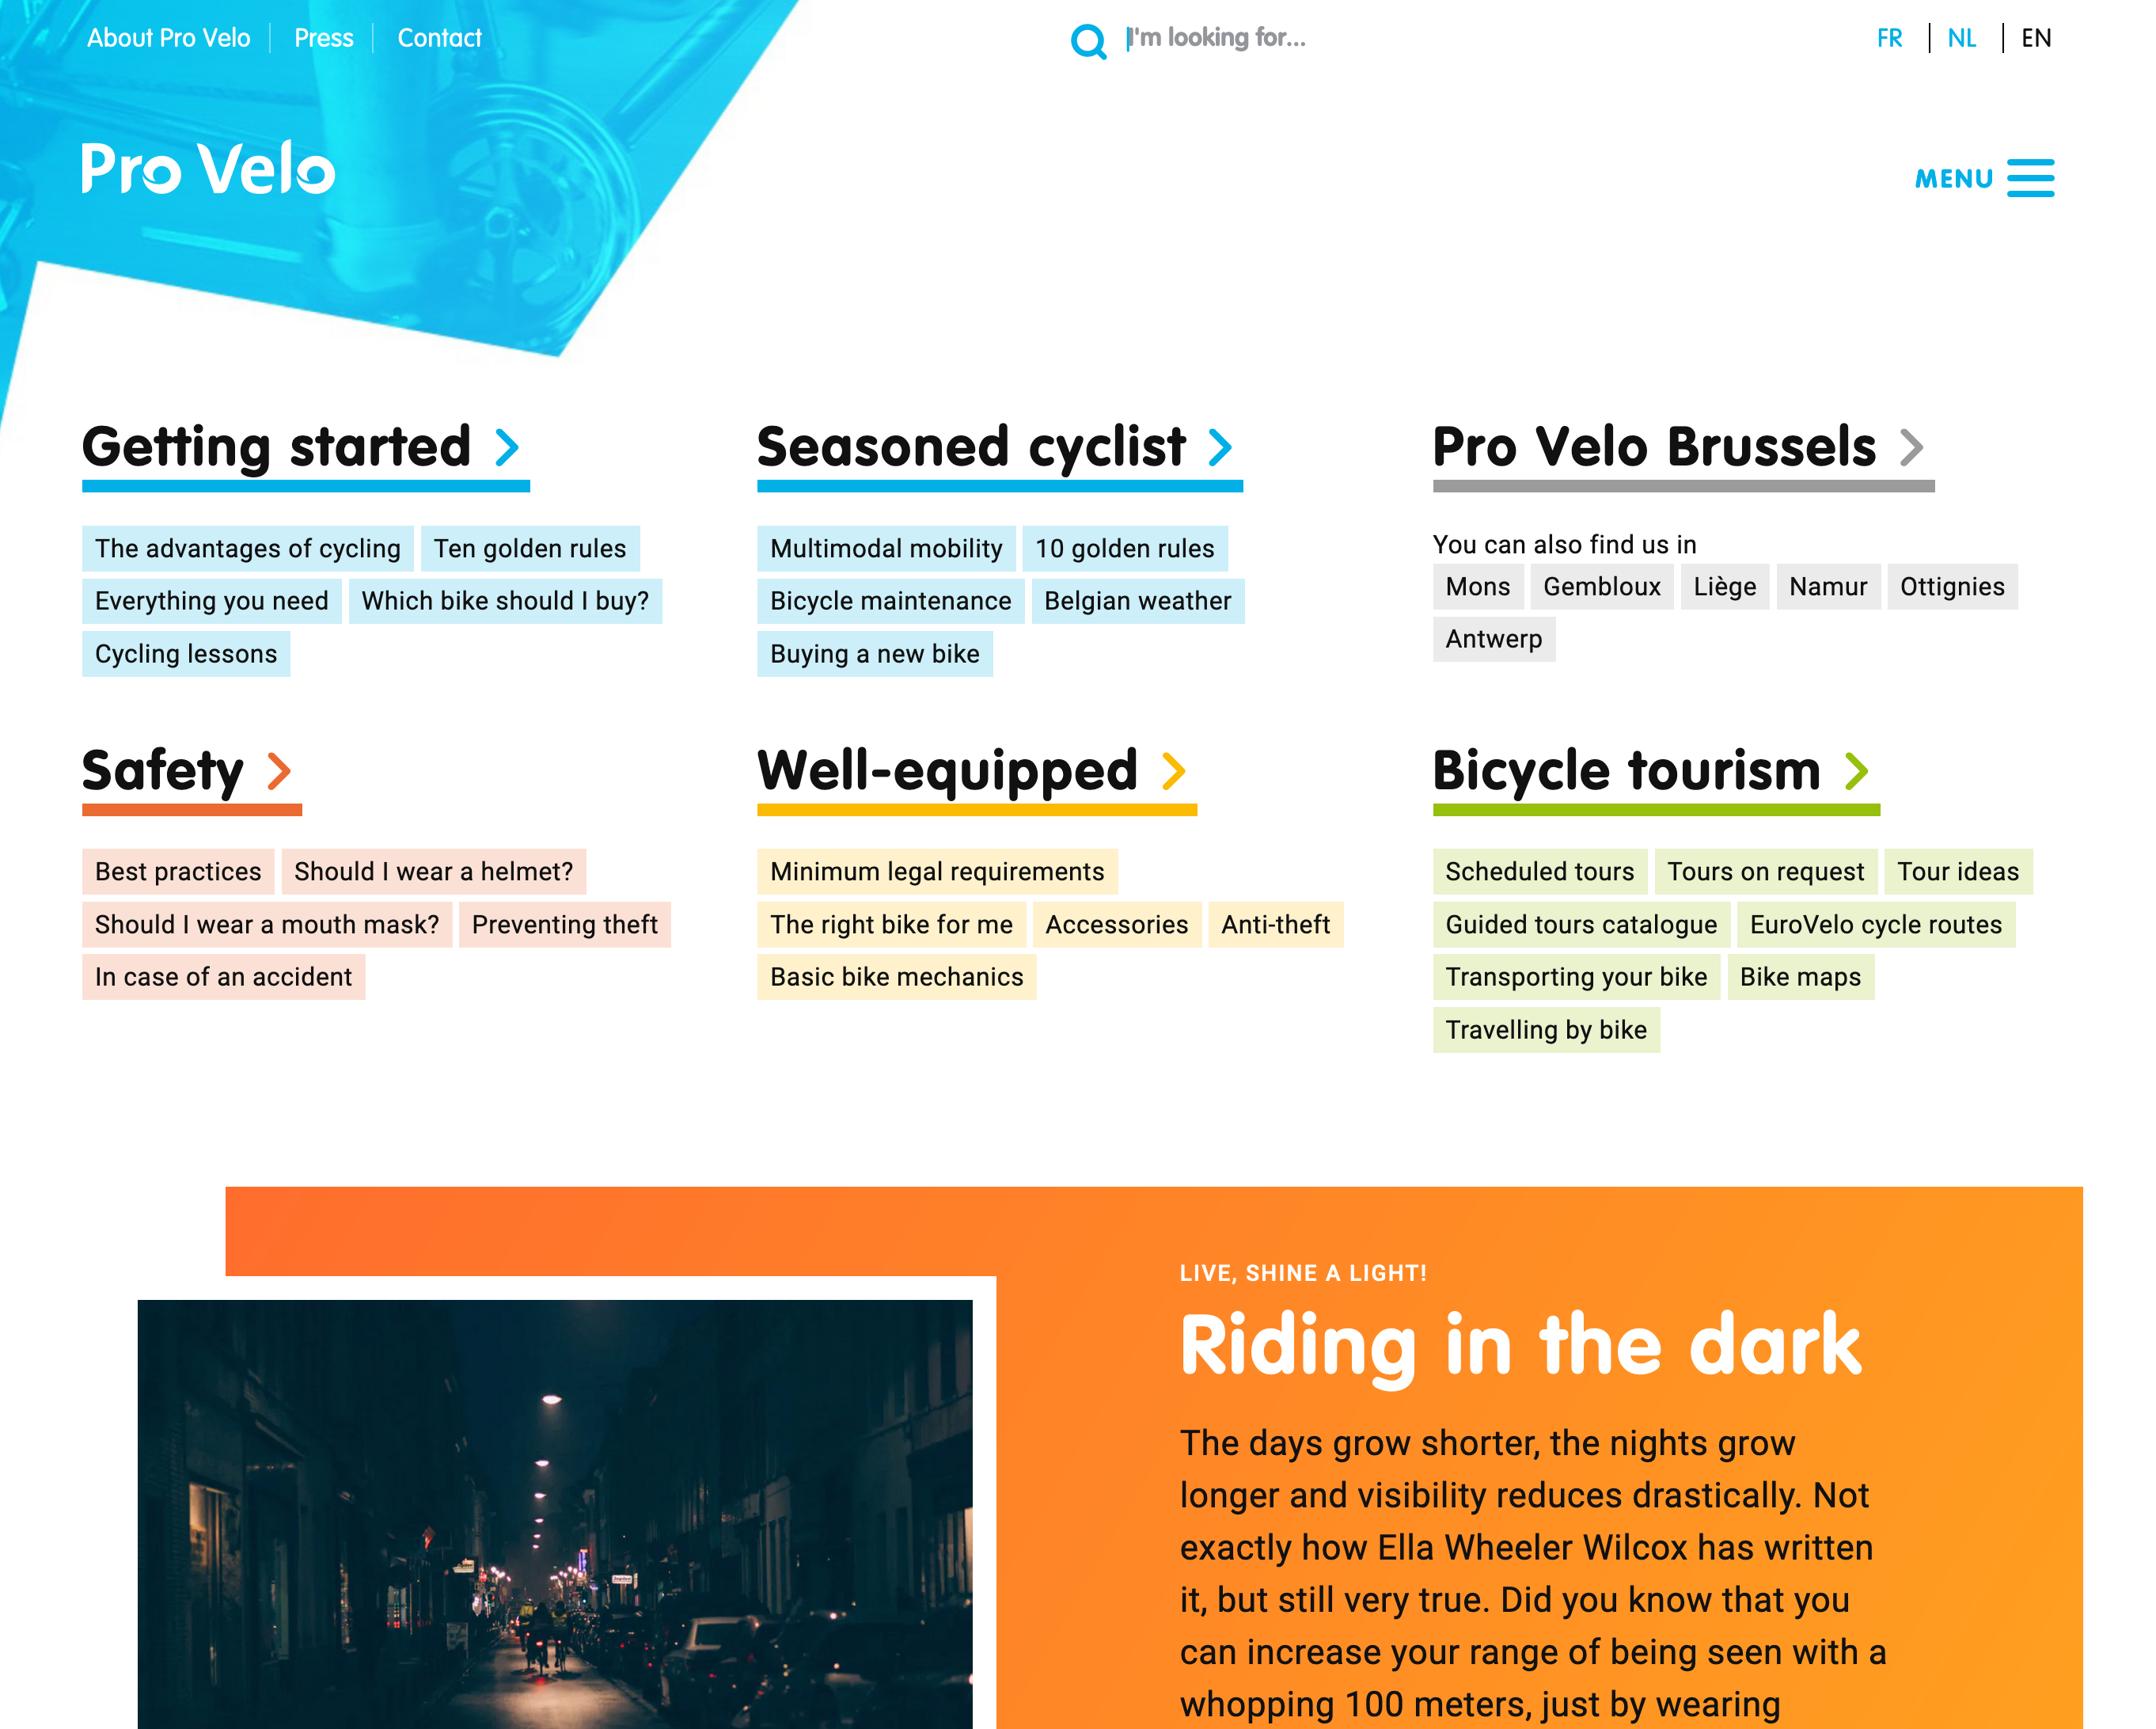 About Pro Velo
Press
Contact
I'm looking for...
FR
NL
EN
Pro Velo
MENU
Getting started
The advantages of cycling
Ten golden rules
Everything you need
Which bike should I buy?
Cycling lessons
Seasoned cyclist
Multimodal mobility
10 golden rules
Bicycle maintenance
Belgian weather
Buying a new bike
Pro Velo Brussels
You can also find us in
Mons
Gembloux
Liège
Namur
Ottignies
Antwerp
Safety
Best practices
Should I wear a helmet?
Should I wear a mouth mask?
Preventing theft
In case of an accident
Well-equipped
Minimum legal requirements
The right bike for me
Accessories
Anti-theft
Basic bike mechanics
Bicycle tourism
Scheduled tours
Tours on request
Tour ideas
Guided tours catalogue
EuroVelo cycle routes
Transporting your bike
Bike maps
Travelling by bike
LIVE, SHINE A LIGHT!
Riding in the dark
The days grow shorter, the nights grow
longer and visibility reduces drastically. Not
exactly how Ella Wheeler Wilcox has written
it, but still very true. Did you know that you
can increase your range of being seen with a
whopping 100 meters, just by wearing